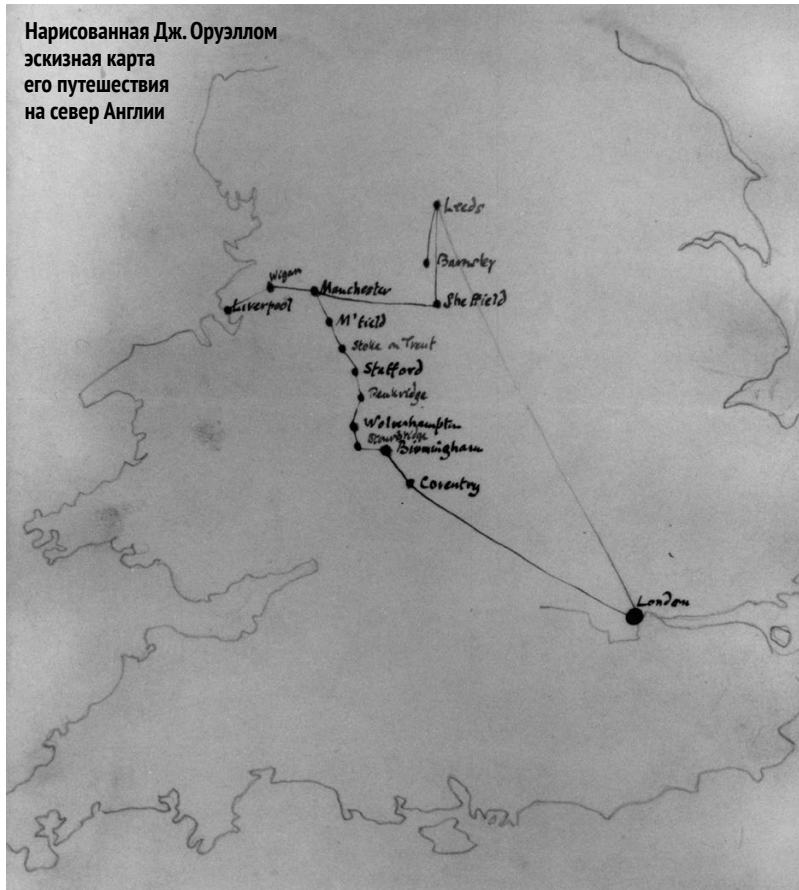 Нарисованная Дж. Оруэллом
эскизная карта
его путешествия
на север Англии
Leeds
Barnsley
Wigan
Manchester
Liverpool
Sheffield
M'field
Stoke on Trent
Stafford
Penkridge
Wolverhampton
Stourbridge
Birmingham
Coventry
London